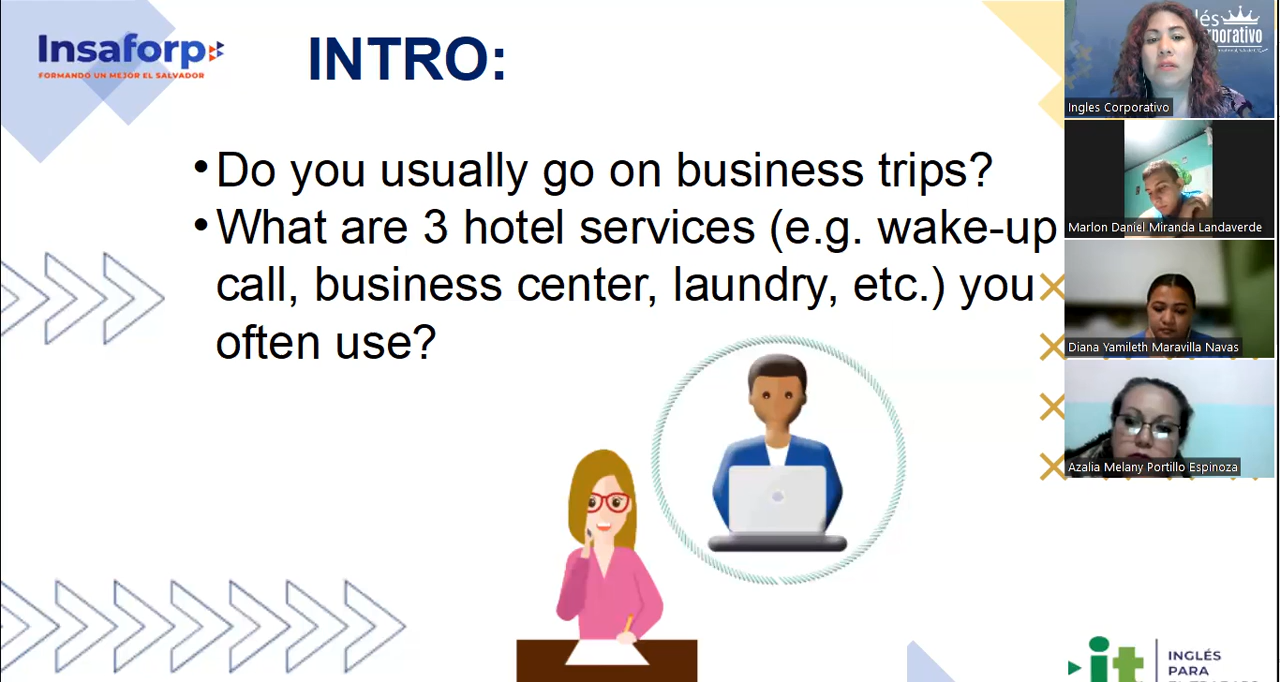 Insaforp
FORMANDO UN MEJOR EL SALVADOR
INTRO:
•Do you usually go on business trips?
•What are 3 hotel services (e.g. wake-up
call, business center, laundry, etc.) you
often use?
Ingles Corporativo
Marlon Daniel Miranda Landaverde
Diana Yamileth Maravilla Navas
Azalia Melany Portillo Espinoza
it
INGLÉS
PARA